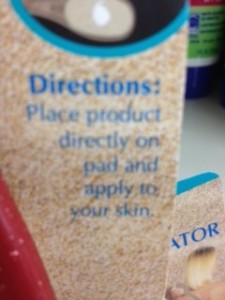 Directions:
Place product
directly on
pad and
apply to
your skin.
ATOR